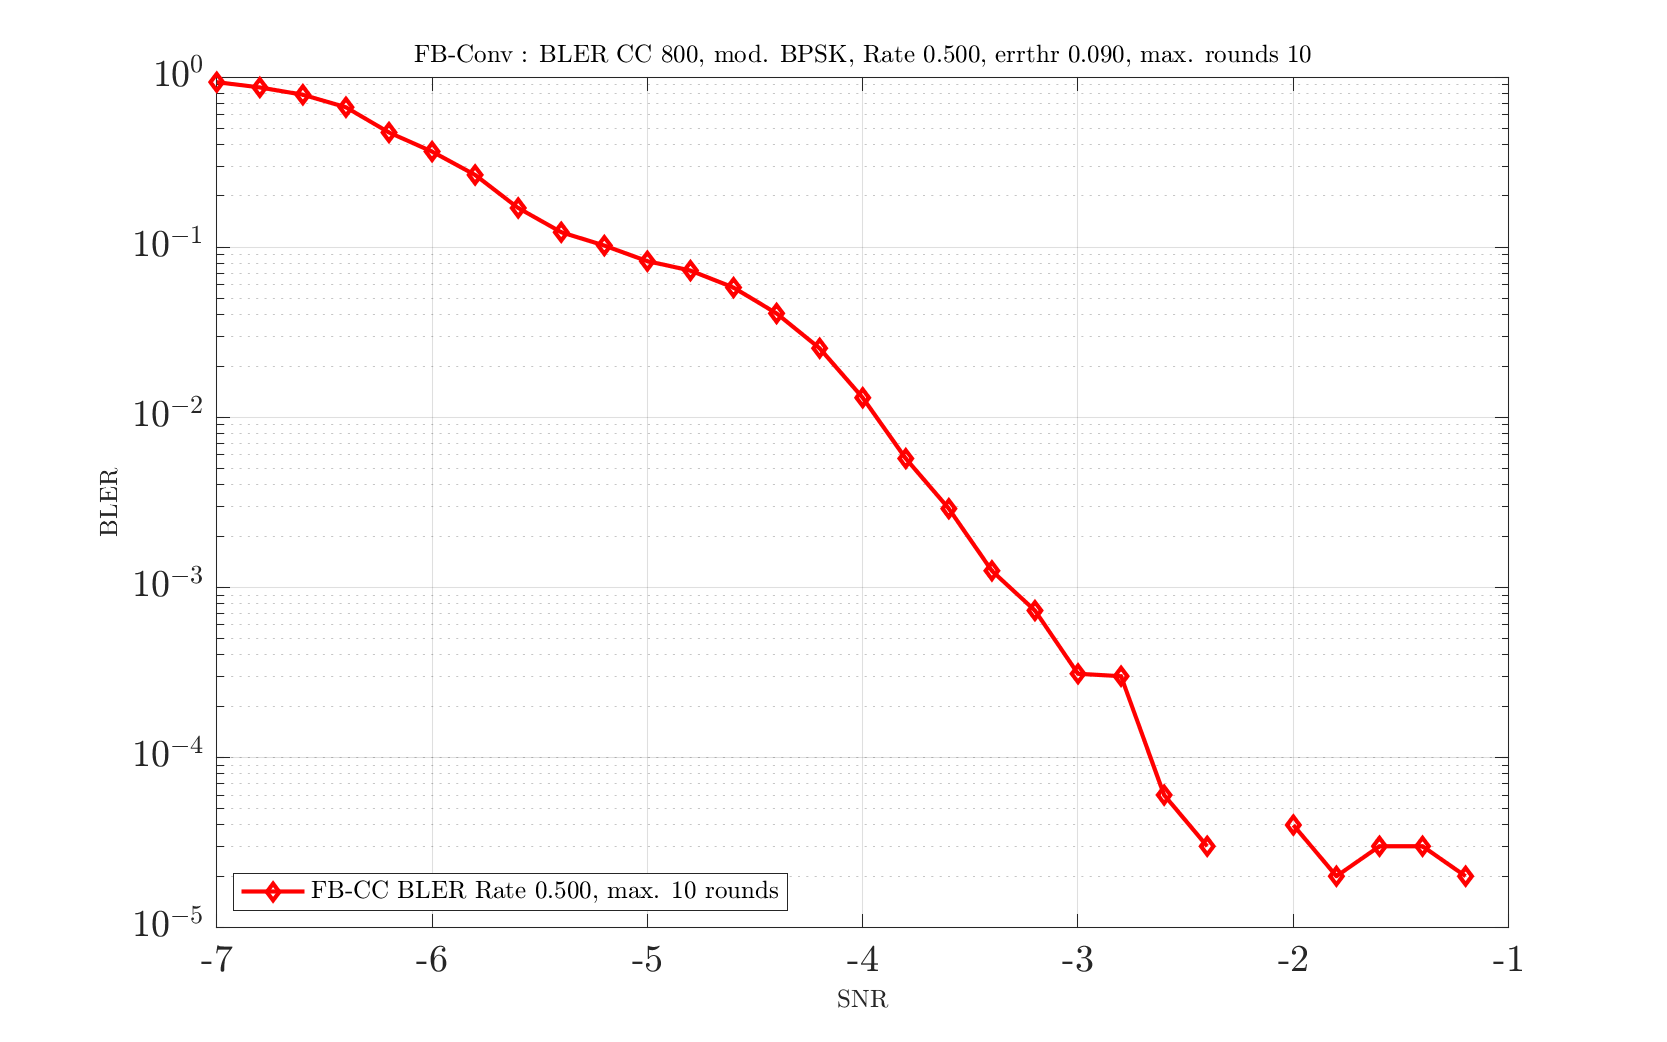 FB-Conv : BLER CC 800, mod. BPSK, Rate 0.500, errthr 0.090, max. rounds 10
10^0
10^-1
10^-2
10^-3
10^-4
10^-5
BLER
FB-CC BLER Rate 0.500, max. 10 rounds
-7 -6 -5 -4 -3 -2 -1
SNR